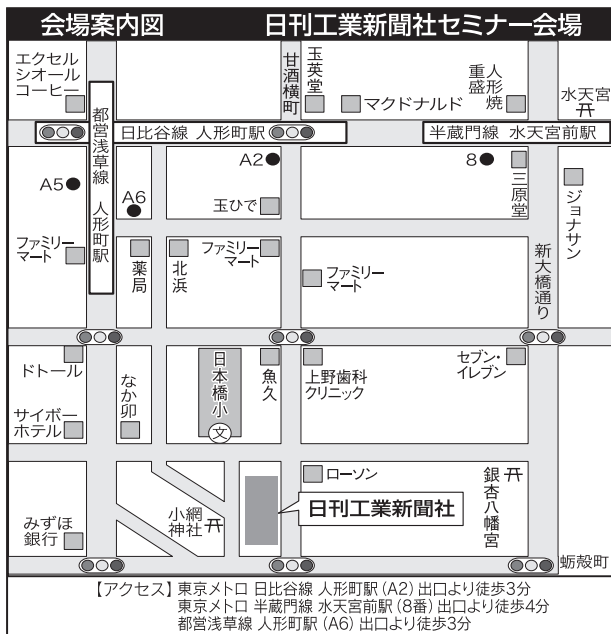 会場案内図　日刊工業新聞社セミナー会場
エクセル
シオール
コーヒー
都営浅草線 人形町駅
甘酒横町
玉英堂
マクドナルド
重盛
人形焼
水天宮
日比谷線 人形町駅
半蔵門線 水天宮前駅
A5
A6
A2
8
三原堂
ジョナサン
玉ひで
ファミリー
マート
薬局
北浜
ファミリー
マート
ファミリー
マート
新大橋通り
ドトール
なか卯
日本橋小
文
魚久
上野歯科
クリニック
セブン・
イレブン
サイボー
ホテル
ローソン
銀杏八幡宮
日刊工業新聞社
小網
神社
みずほ
銀行
蛎殻町
【アクセス】東京メトロ 日比谷線 人形町駅(A2)出口より徒歩3分
東京メトロ 半蔵門線 水天宮前駅(8番)出口より徒歩4分
都営浅草線 人形町駅(A6)出口より徒歩3分